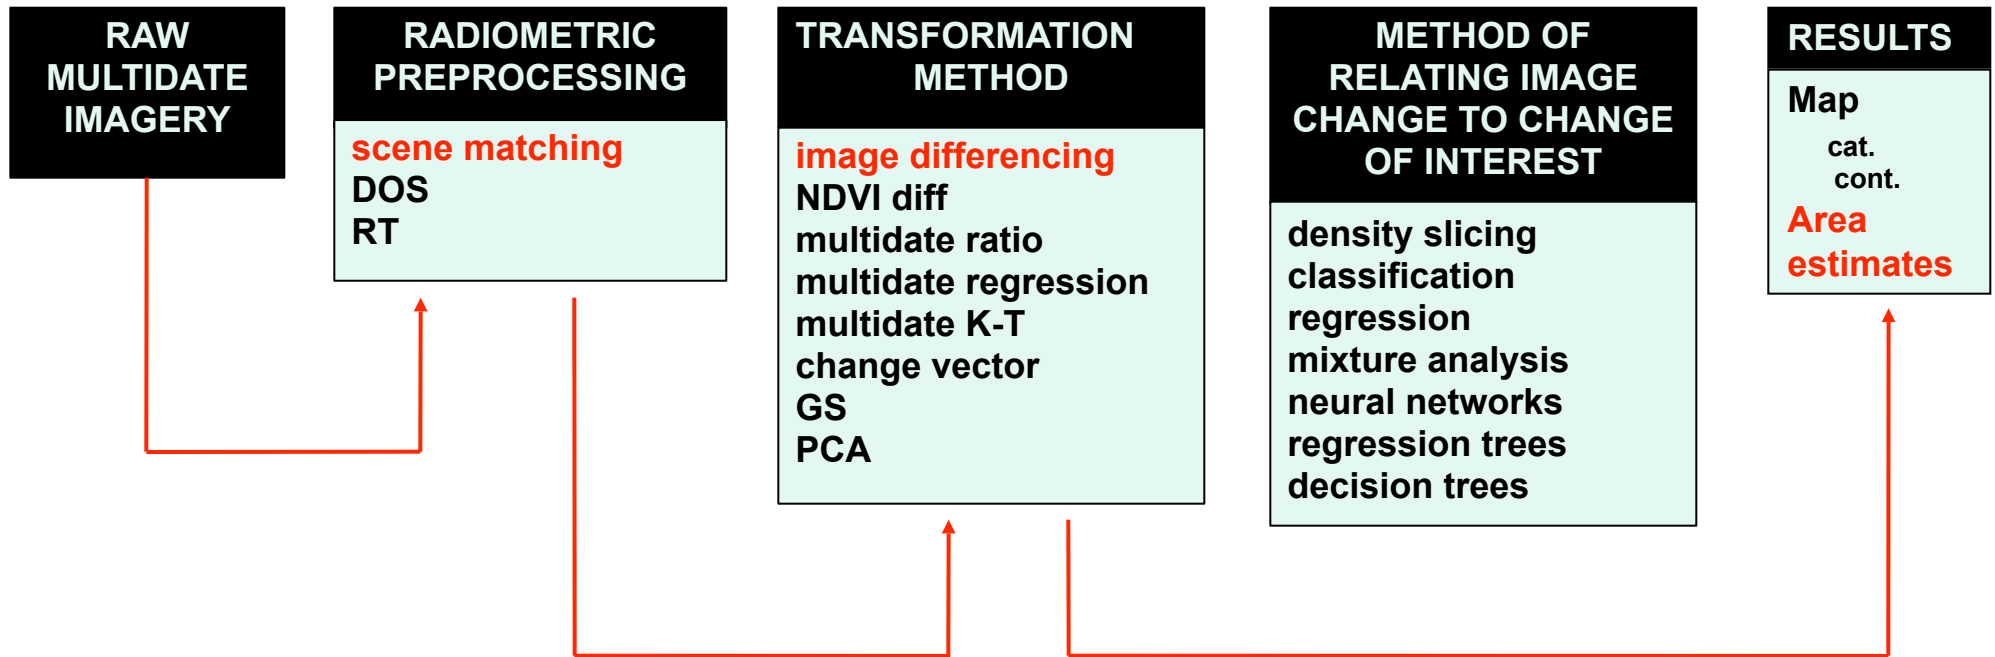 RAW
MULTIDATE
IMAGERY
RADIOMETRIC
PREPROCESSING
scene matching
DOS
RT
TRANSFORMATION
METHOD
image differencing
NDVI diff
multidate ratio
multidate regression
multidate K-T
change vector
GS
PCA
METHOD OF
RELATING IMAGE
CHANGE TO CHANGE
OF INTEREST
density slicing
classification
regression
mixture analysis
neural networks
regression trees
decision trees
RESULTS
Map
cat.
cont.
Area
estimates